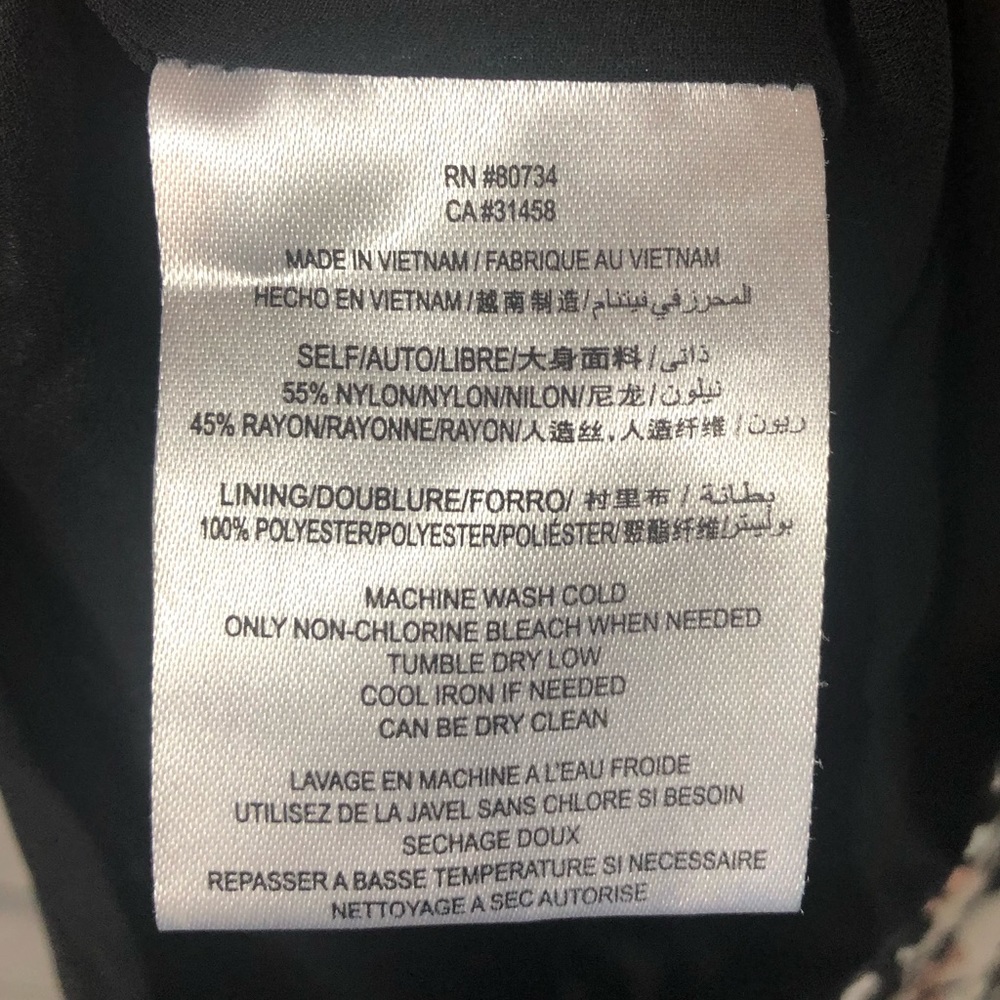 RN #80734
CA #31458
MADE IN VIETNAM / FABRIQUE AU VIETNAM
HECHO EN VIETNAM / 越南制造 / المحرز في فيتنام
SELF/AUTO/LIBRE/大身面料 / ذاتى
55% NYLON/NYLON/NILON/尼龙 / نيلون
45% RAYON/RAYONNE/RAYON/人造丝,人造纤维 / ريون
LINING/DOUBLURE/FORRO/ 衬里布 / بطانة
100% POLYESTER/POLYESTER/POLIÉSTER/聚酯纤维/بوليستر
MACHINE WASH COLD
ONLY NON-CHLORINE BLEACH WHEN NEEDED
TUMBLE DRY LOW
COOL IRON IF NEEDED
CAN BE DRY CLEAN
LAVAGE EN MACHINE A L'EAU FROIDE
UTILISEZ DE LA JAVEL SANS CHLORE SI BESOIN
SECHAGE DOUX
REPASSER A BASSE TEMPERATURE SI NECESSAIRE
NETTOYAGE A SEC AUTORISE